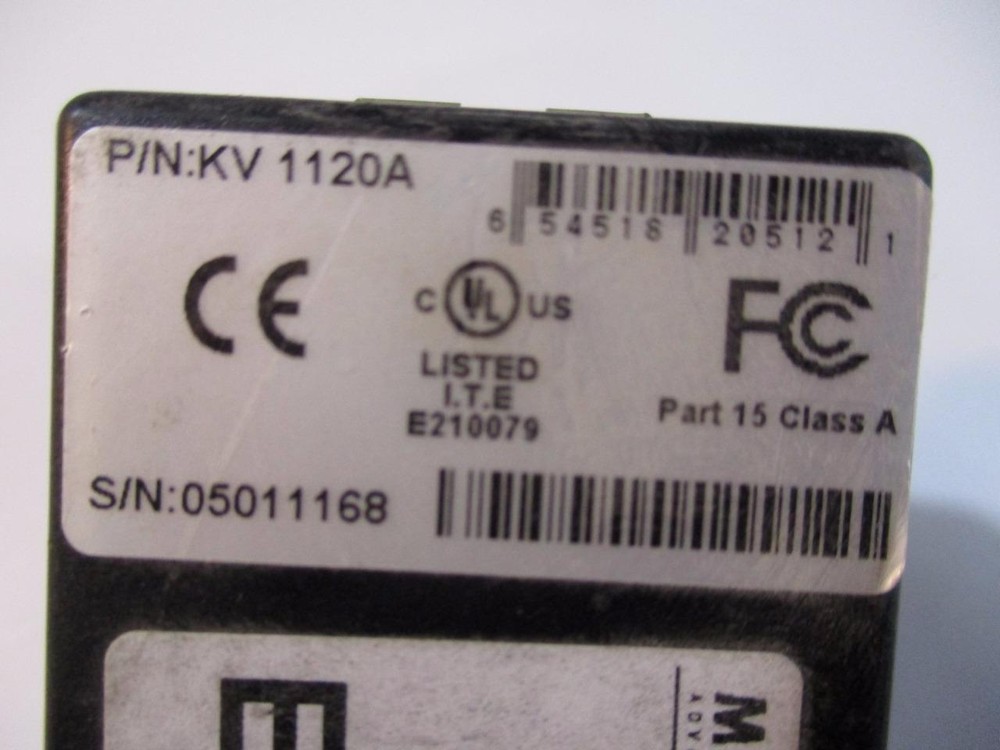 P/N:KV 1120A
6 54518 20512 1
CE
C UL US
FC
LISTED
I.T.E
E210079
Part 15 Class A
S/N:05011168